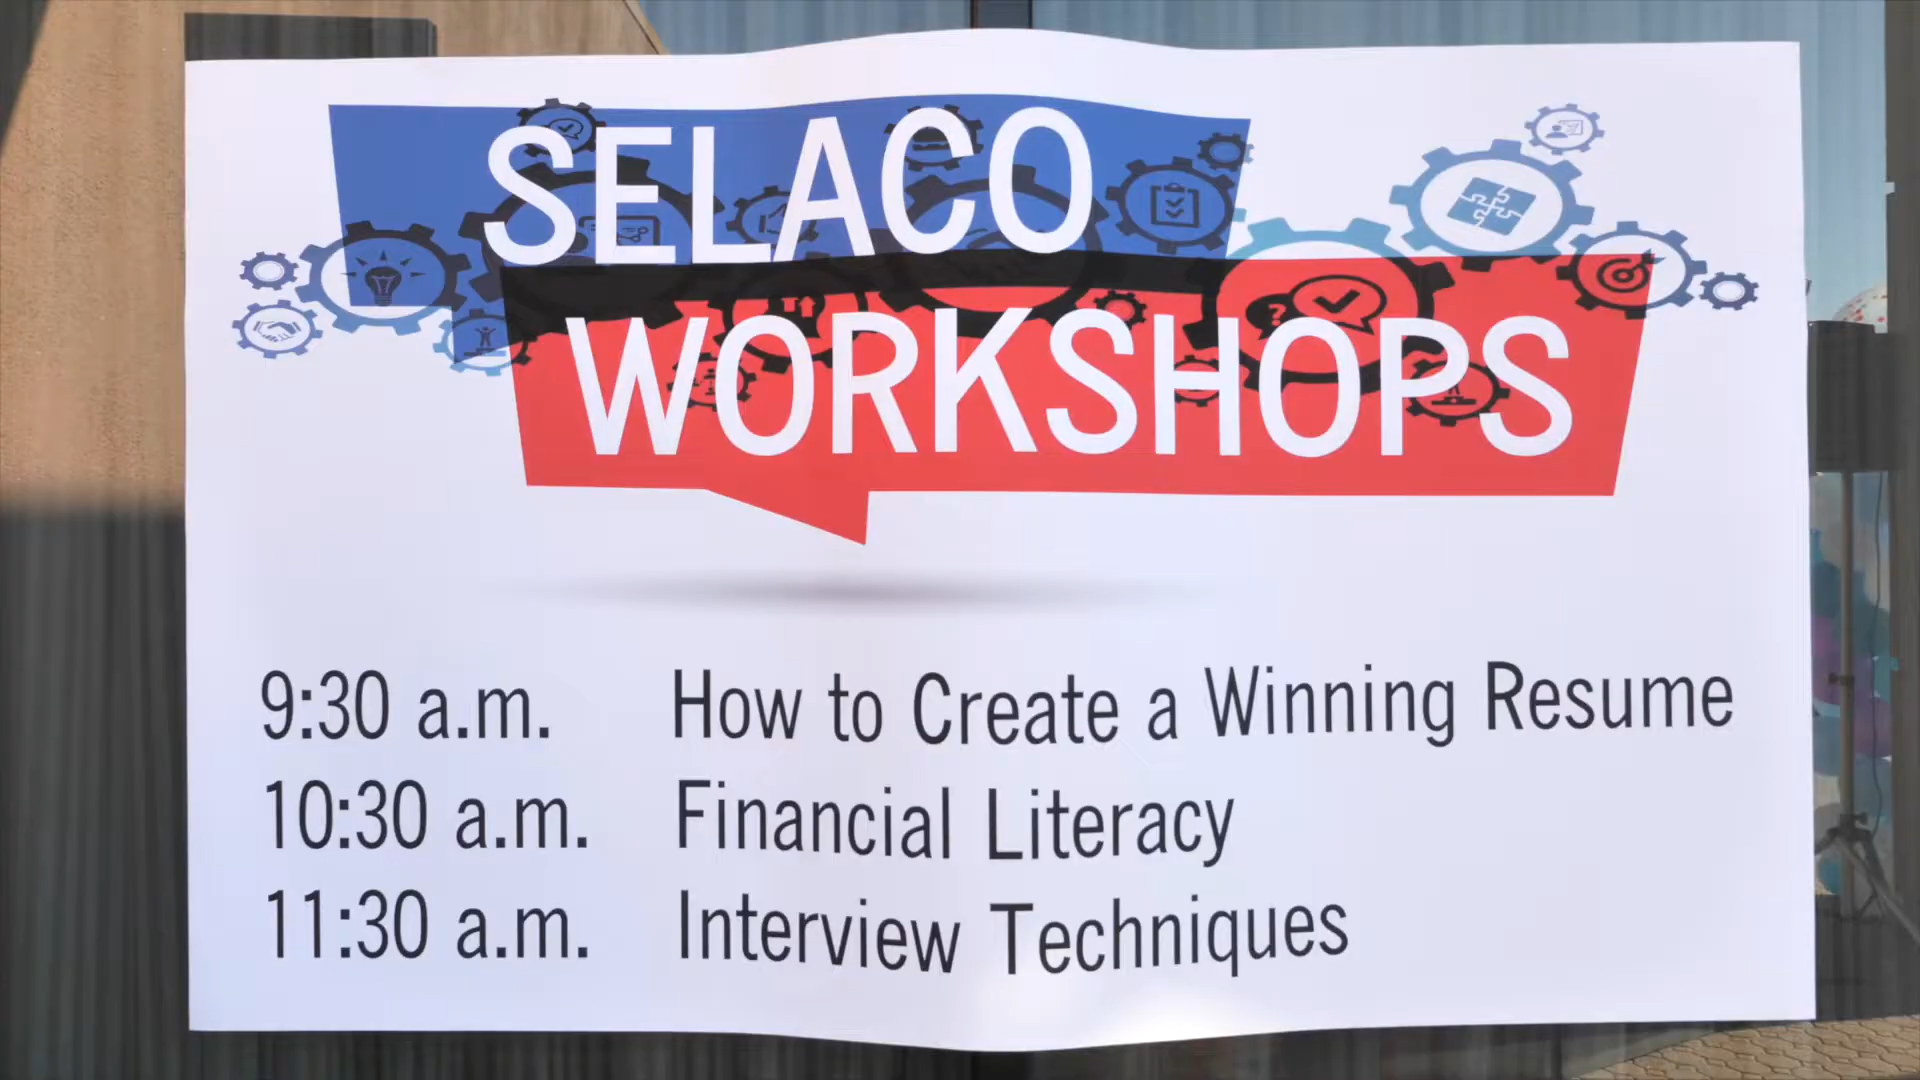 SELACO
WORKSHOPS
9:30 a.m. How to Create a Winning Resume
10:30 a.m. Financial Literacy
11:30 a.m. Interview Techniques